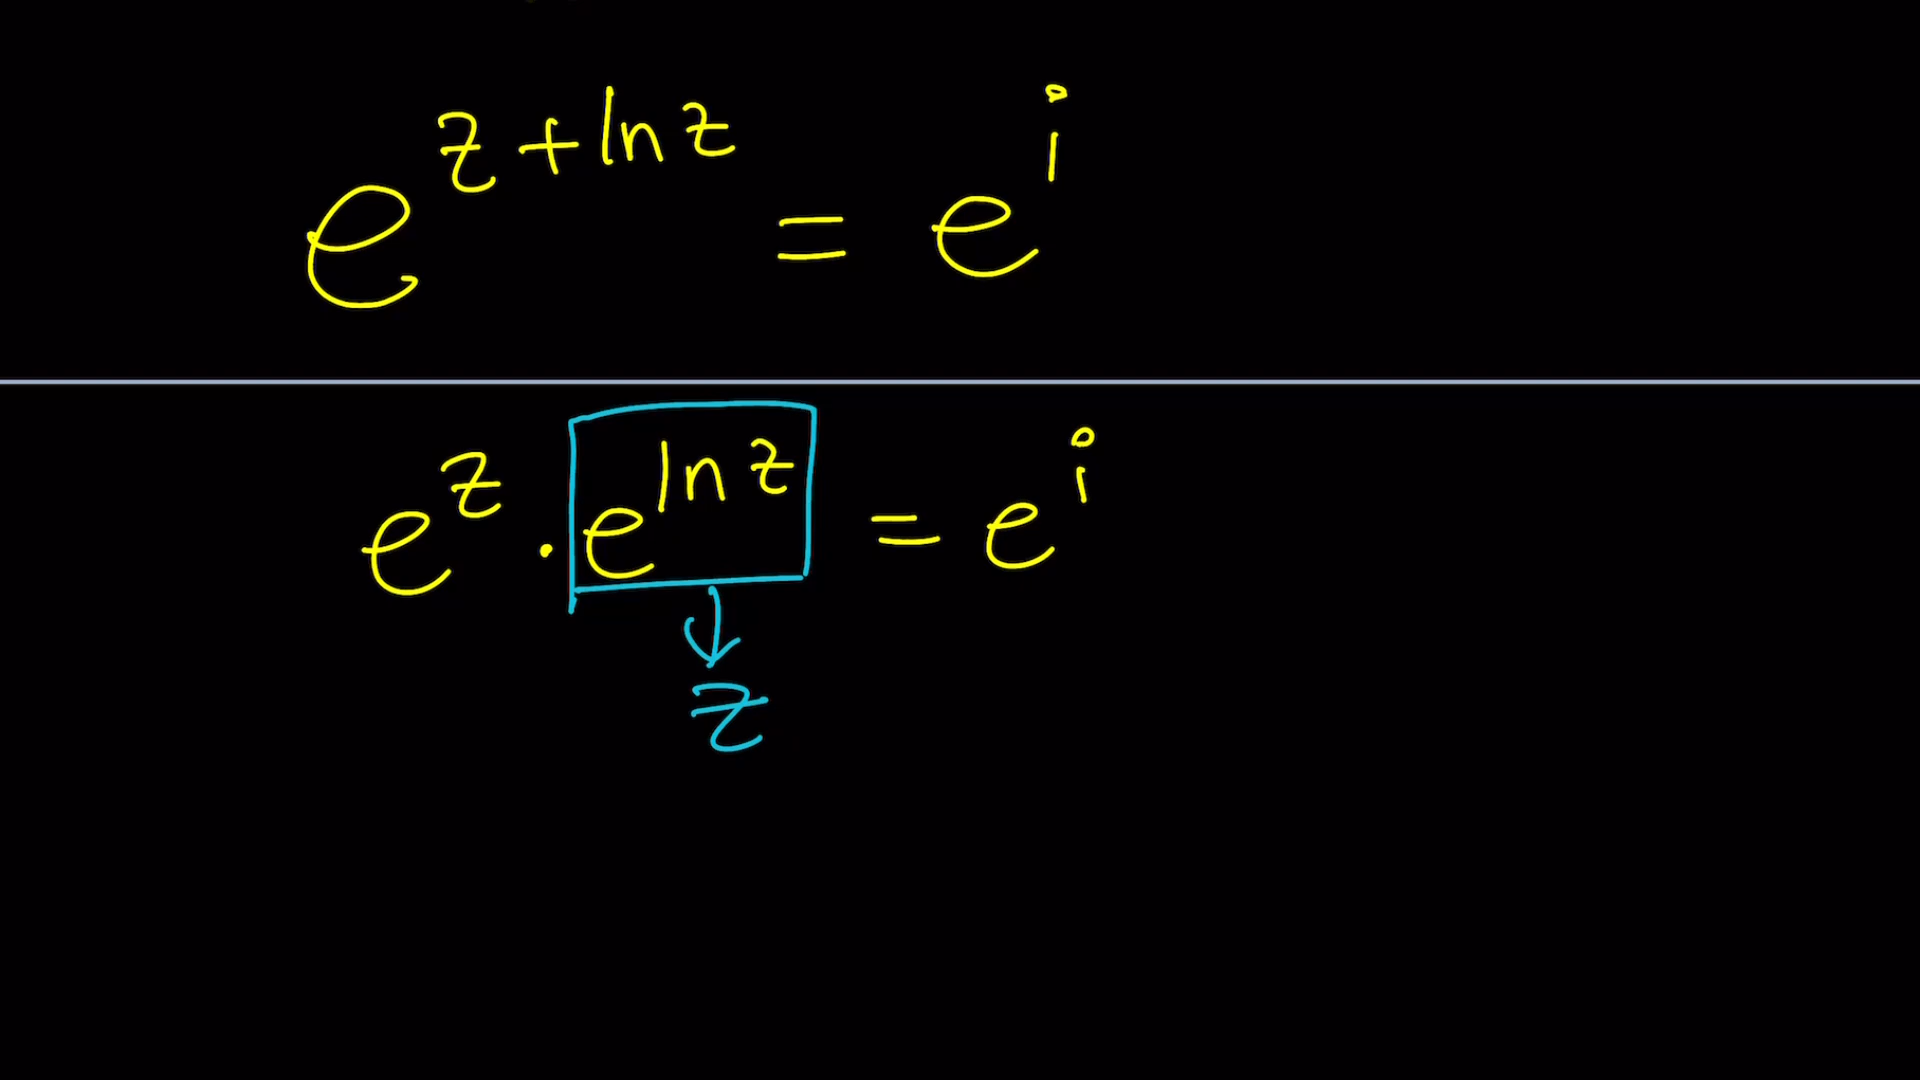 e^{z + ln z} = e^i
e^z · e^{ln z} = e^i
z